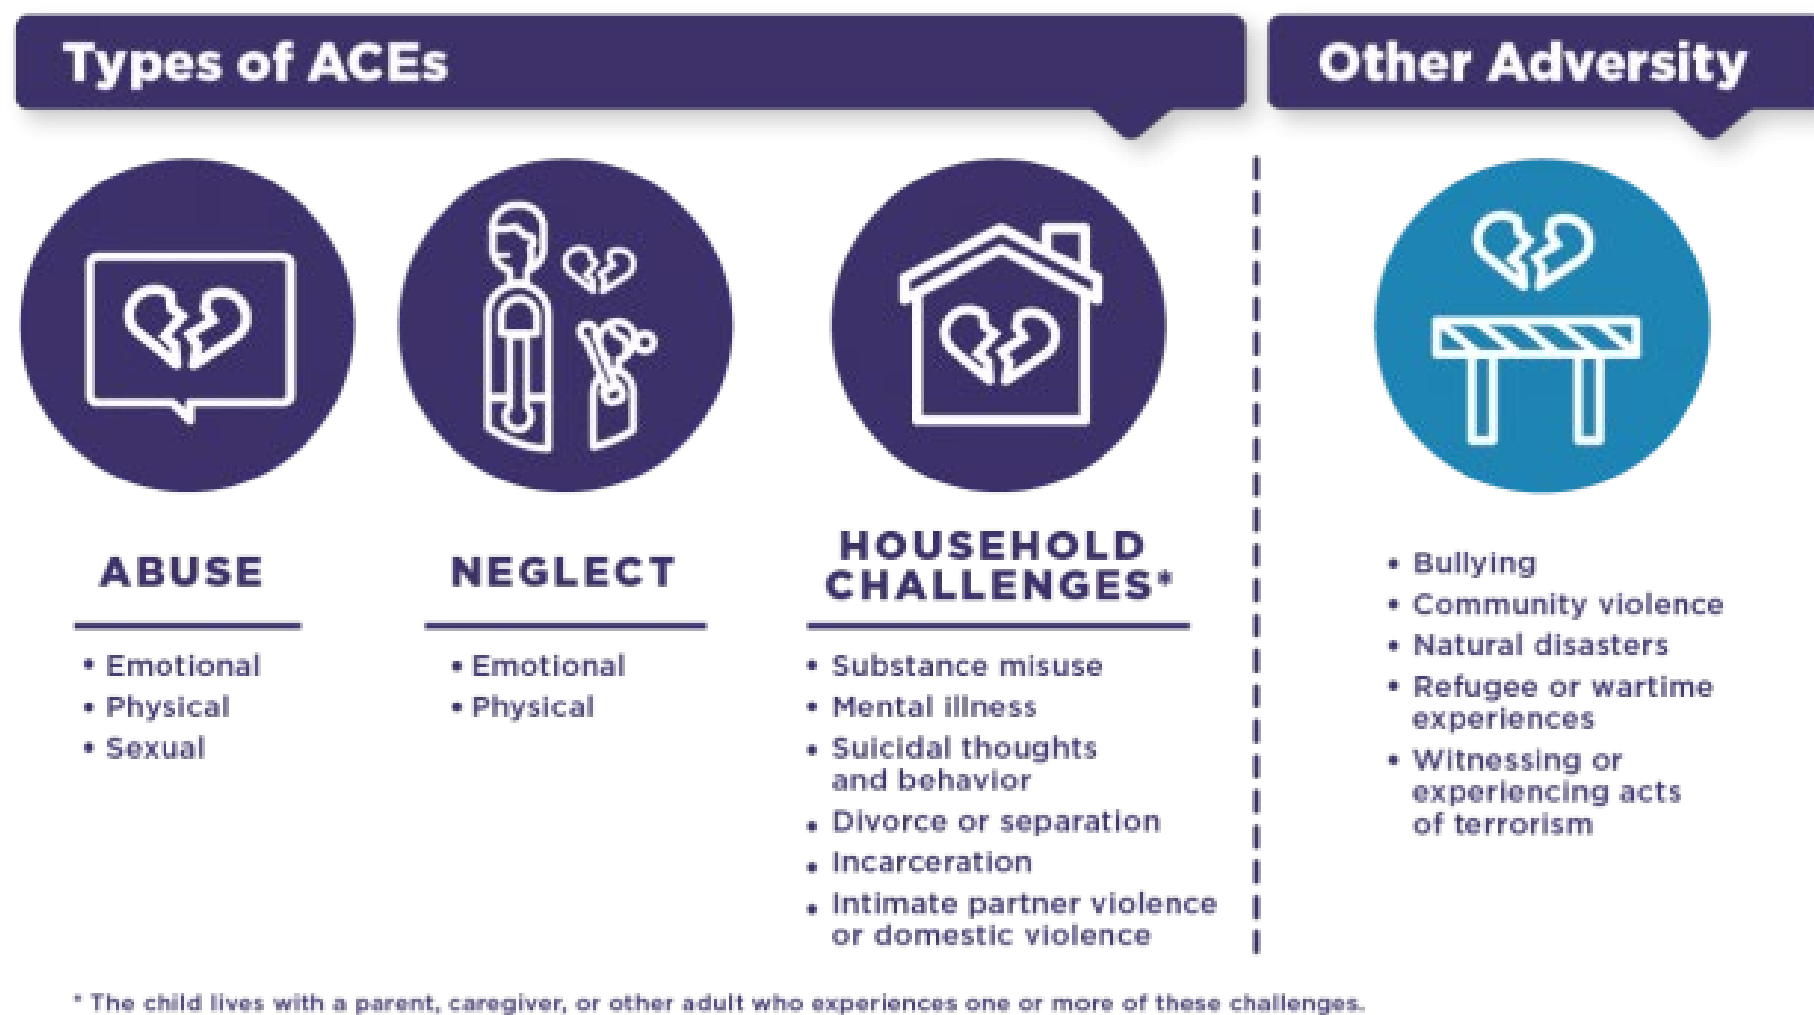 Types of ACEs
Other Adversity
ABUSE
• Emotional
• Physical
• Sexual
NEGLECT
• Emotional
• Physical
HOUSEHOLD
CHALLENGES*
• Substance misuse
• Mental illness
• Suicidal thoughts
and behavior
• Divorce or separation
• Incarceration
• Intimate partner violence
or domestic violence
• Bullying
• Community violence
• Natural disasters
• Refugee or wartime
experiences
• Witnessing or
experiencing acts
of terrorism
* The child lives with a parent, caregiver, or other adult who experiences one or more of these challenges.